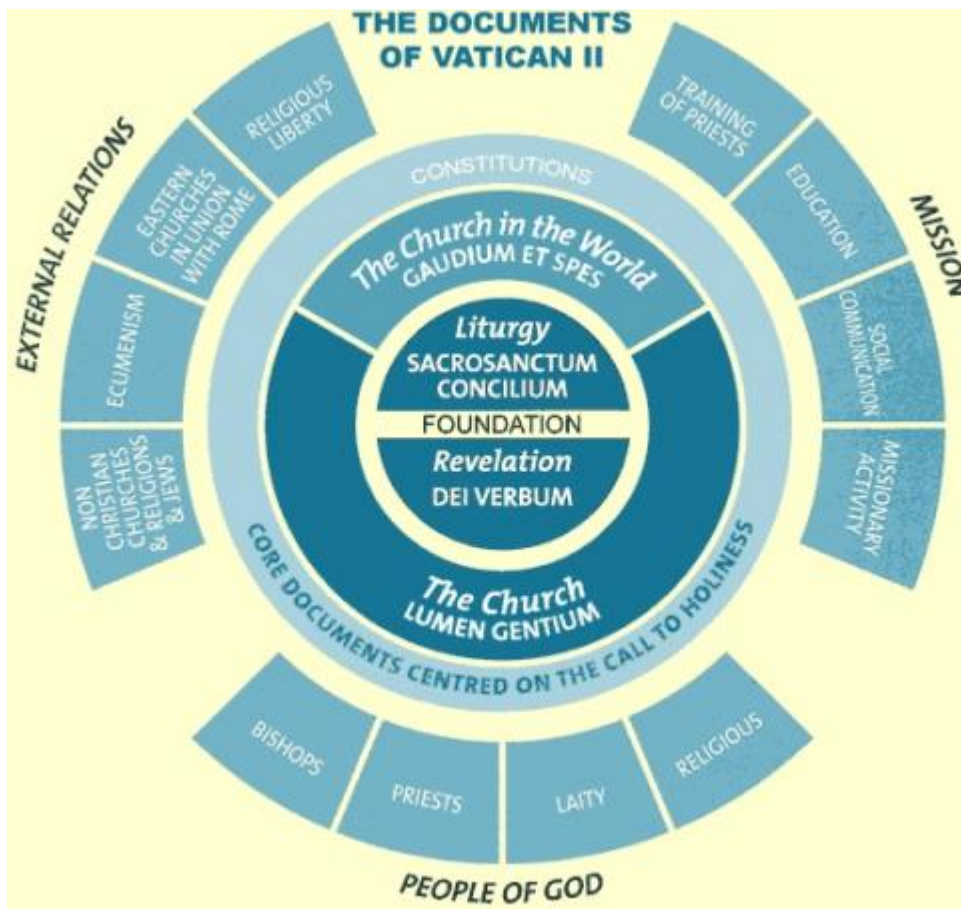 THE DOCUMENTS
OF VATICAN II
EXTERNAL RELATIONS
RELIGIOUS
LIBERTY
EASTERN
CHURCHES
IN UNION
WITH ROME
ECUMENISM
NON
CHRISTIAN
CHURCHES
RELIGIONS
& JEWS
MISSION
TRAINING
OF PRIESTS
EDUCATION
SOCIAL
COMMUNICATION
MISSIONARY
ACTIVITY
CONSTITUTIONS
The Church in the World
GAUDIUM ET SPES
Liturgy
SACROSANCTUM
CONCILIUM
FOUNDATION
Revelation
DEI VERBUM
The Church
LUMEN GENTIUM
CORE DOCUMENTS CENTRED ON THE CALL TO HOLINESS
BISHOPS
PRIESTS
LAITY
RELIGIOUS
PEOPLE OF GOD